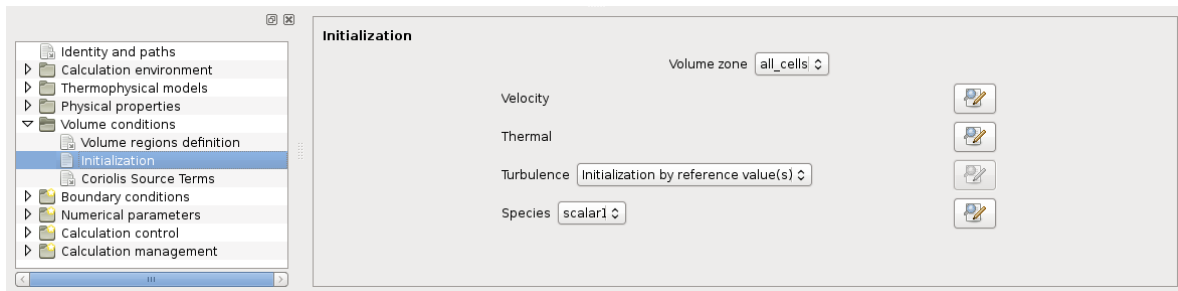 Identity and paths
Calculation environment
Thermophysical models
Physical properties
Volume conditions
Volume regions definition
Initialization
Coriolis Source Terms
Boundary conditions
Numerical parameters
Calculation control
Calculation management
Initialization
Volume zone all_cells
Velocity
Thermal
Turbulence Initialization by reference value(s)
Species scalar1